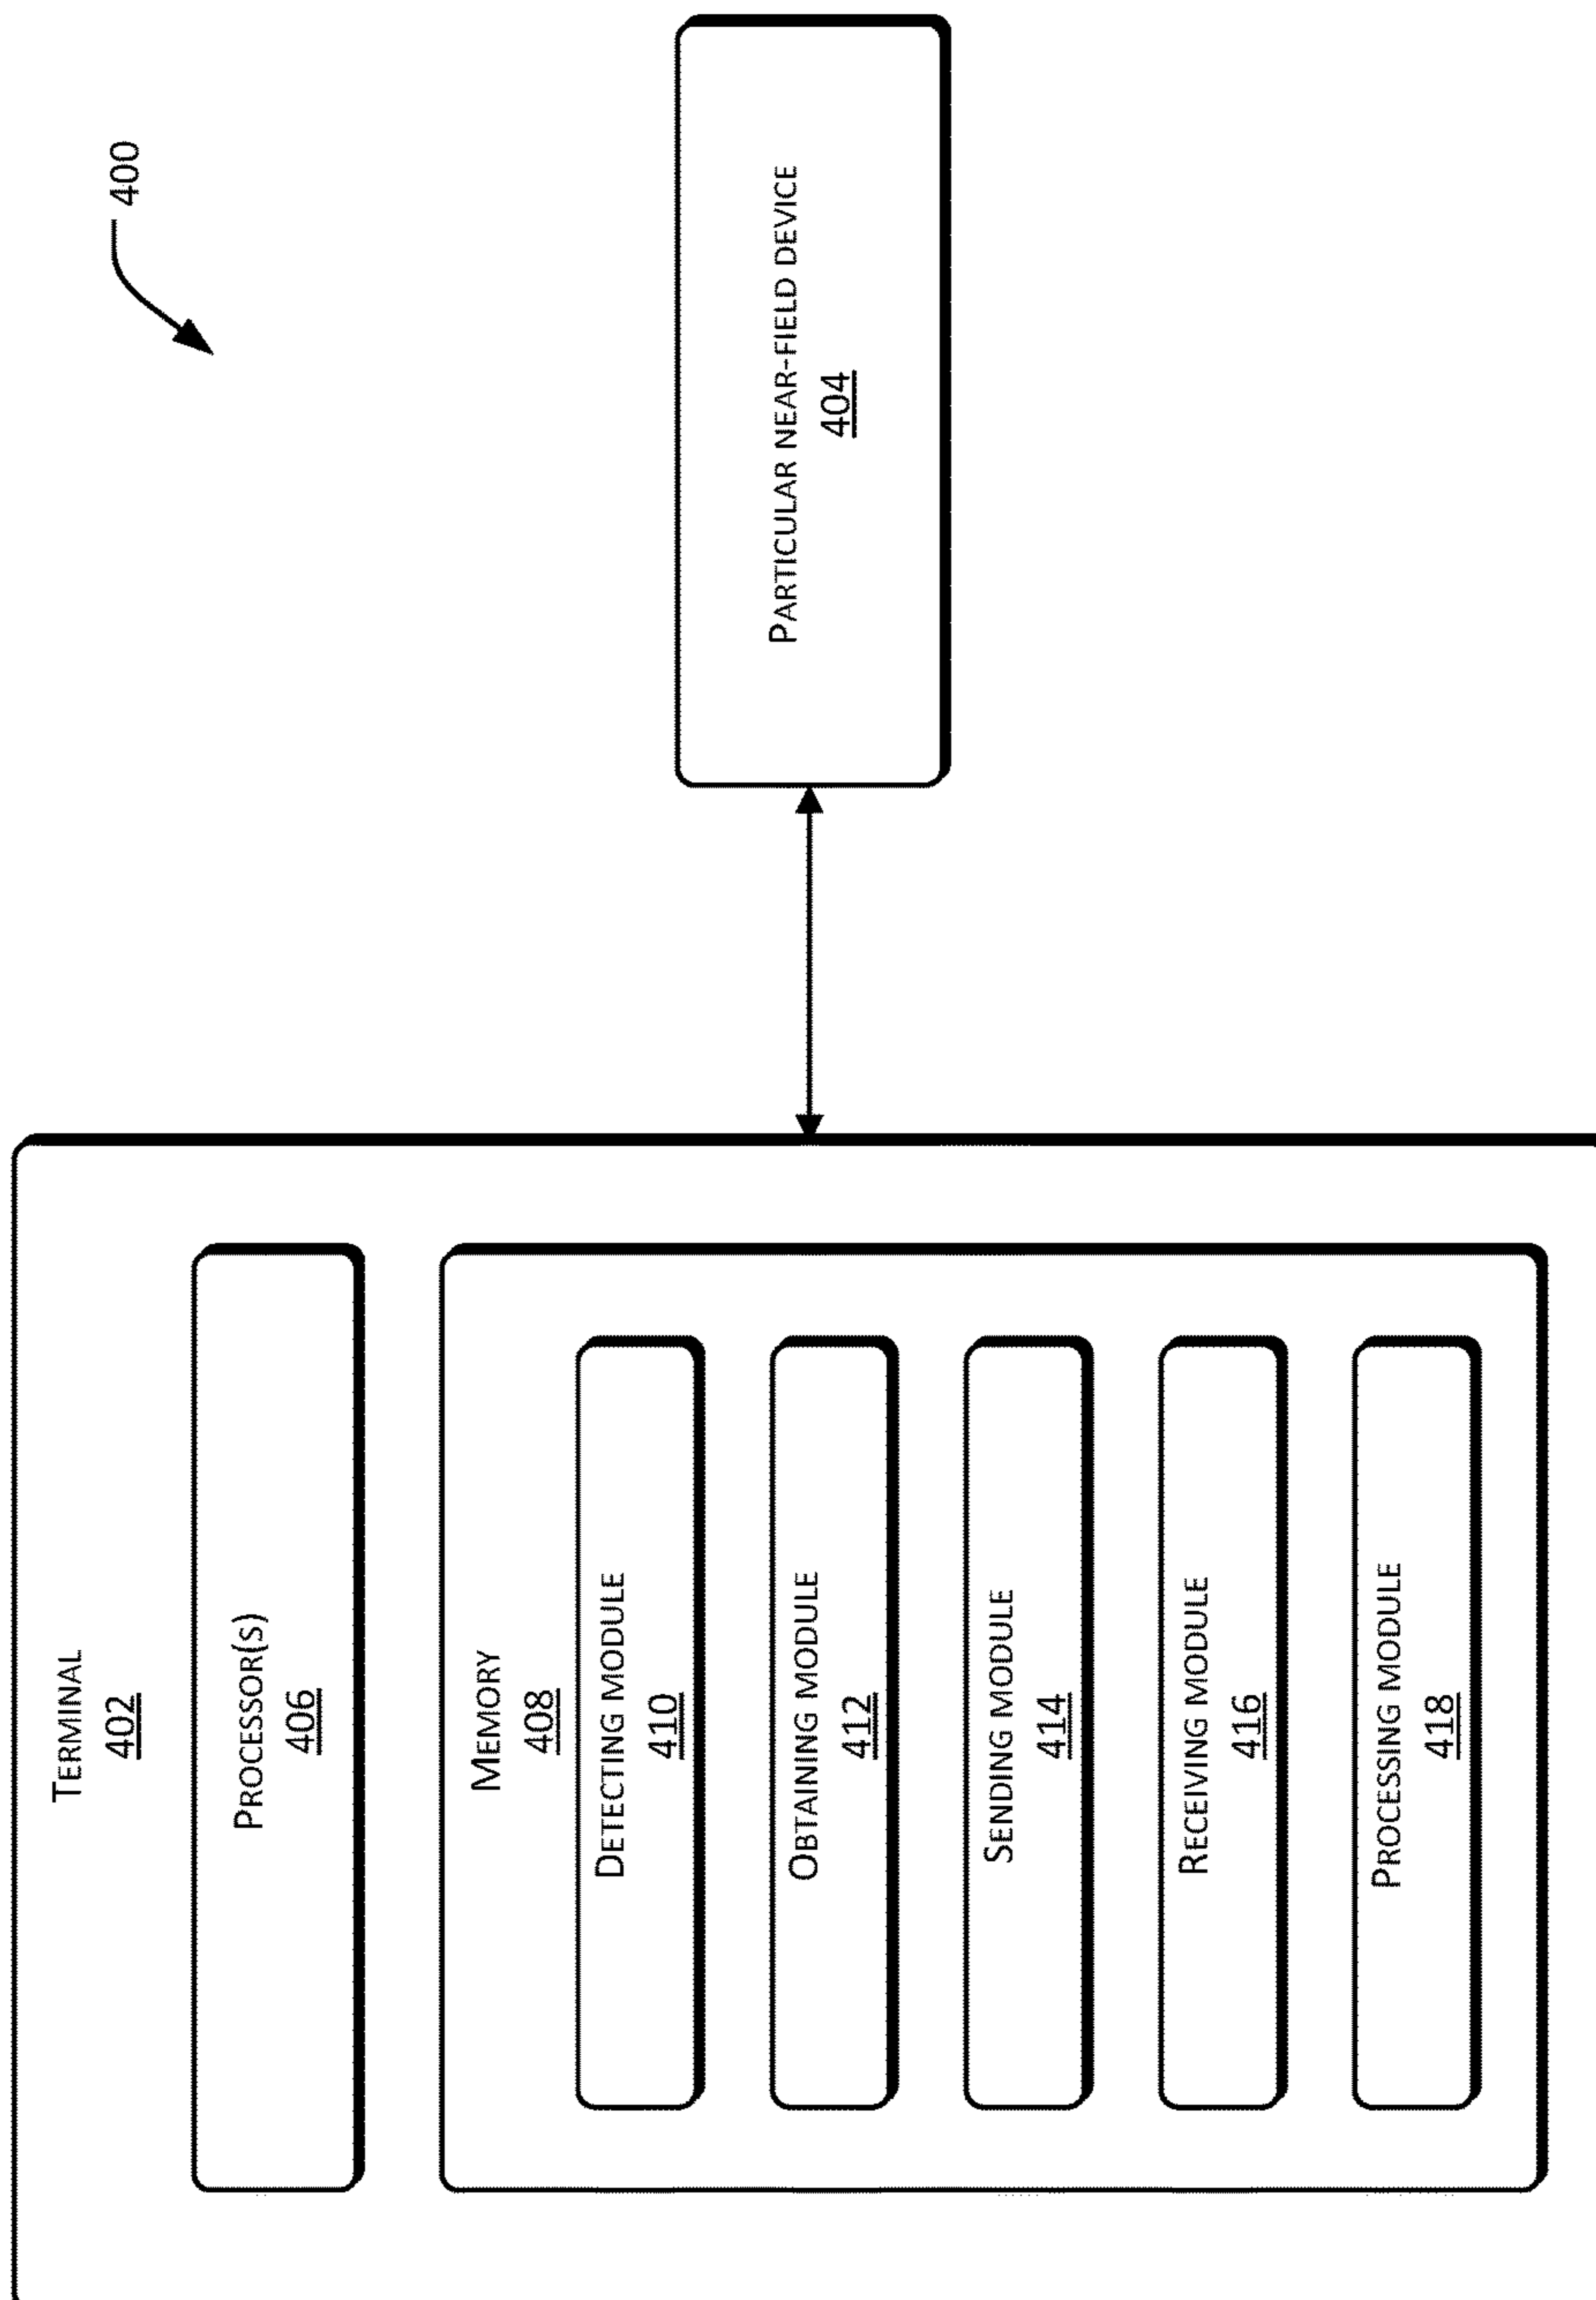 400
TERMINAL
402
PROCESSOR(S)
406
MEMORY
408
DETECTING MODULE
410
OBTAINING MODULE
412
SENDING MODULE
414
RECEIVING MODULE
416
PROCESSING MODULE
418
PARTICULAR NEAR-FIELD DEVICE
404